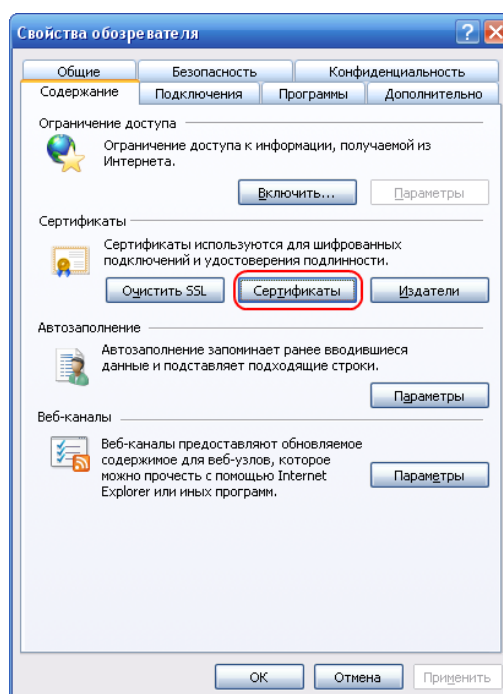 Свойства обозревателя
Общие Безопасность Конфиденциальность
Содержание Подключения Программы Дополнительно
Ограничение доступа
Ограничение доступа к информации, получаемой из
Интернета.
Включить... Параметры
Сертификаты
Сертификаты используются для шифрованных
подключений и удостоверения подлинности.
Очистить SSL Сертификаты Издатели
Автозаполнение
Автозаполнение запоминает ранее вводившиеся
данные и подставляет подходящие строки.
Параметры
Веб-каналы
Веб-каналы предоставляют обновляемое
содержимое для веб-узлов, которое
можно прочесть с помощью Internet
Explorer или иных программ.
Параметры
ОК Отмена Применить